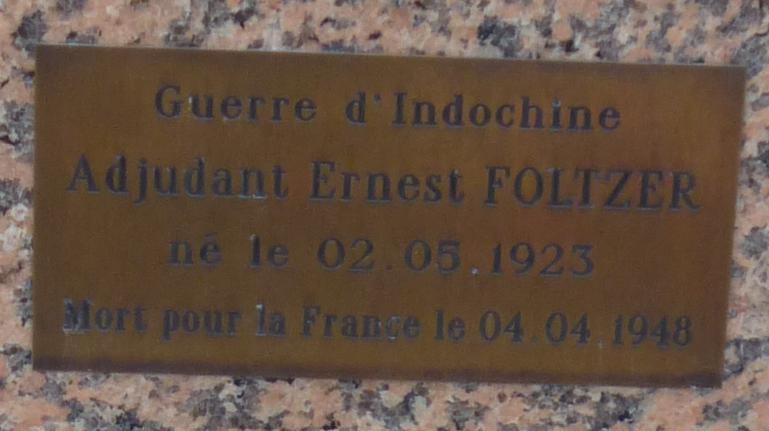 Guerre d'Indochine
Adjudant Ernest FOLTZER
né le 02.05.1923
Mort pour la France le 04.04.1948